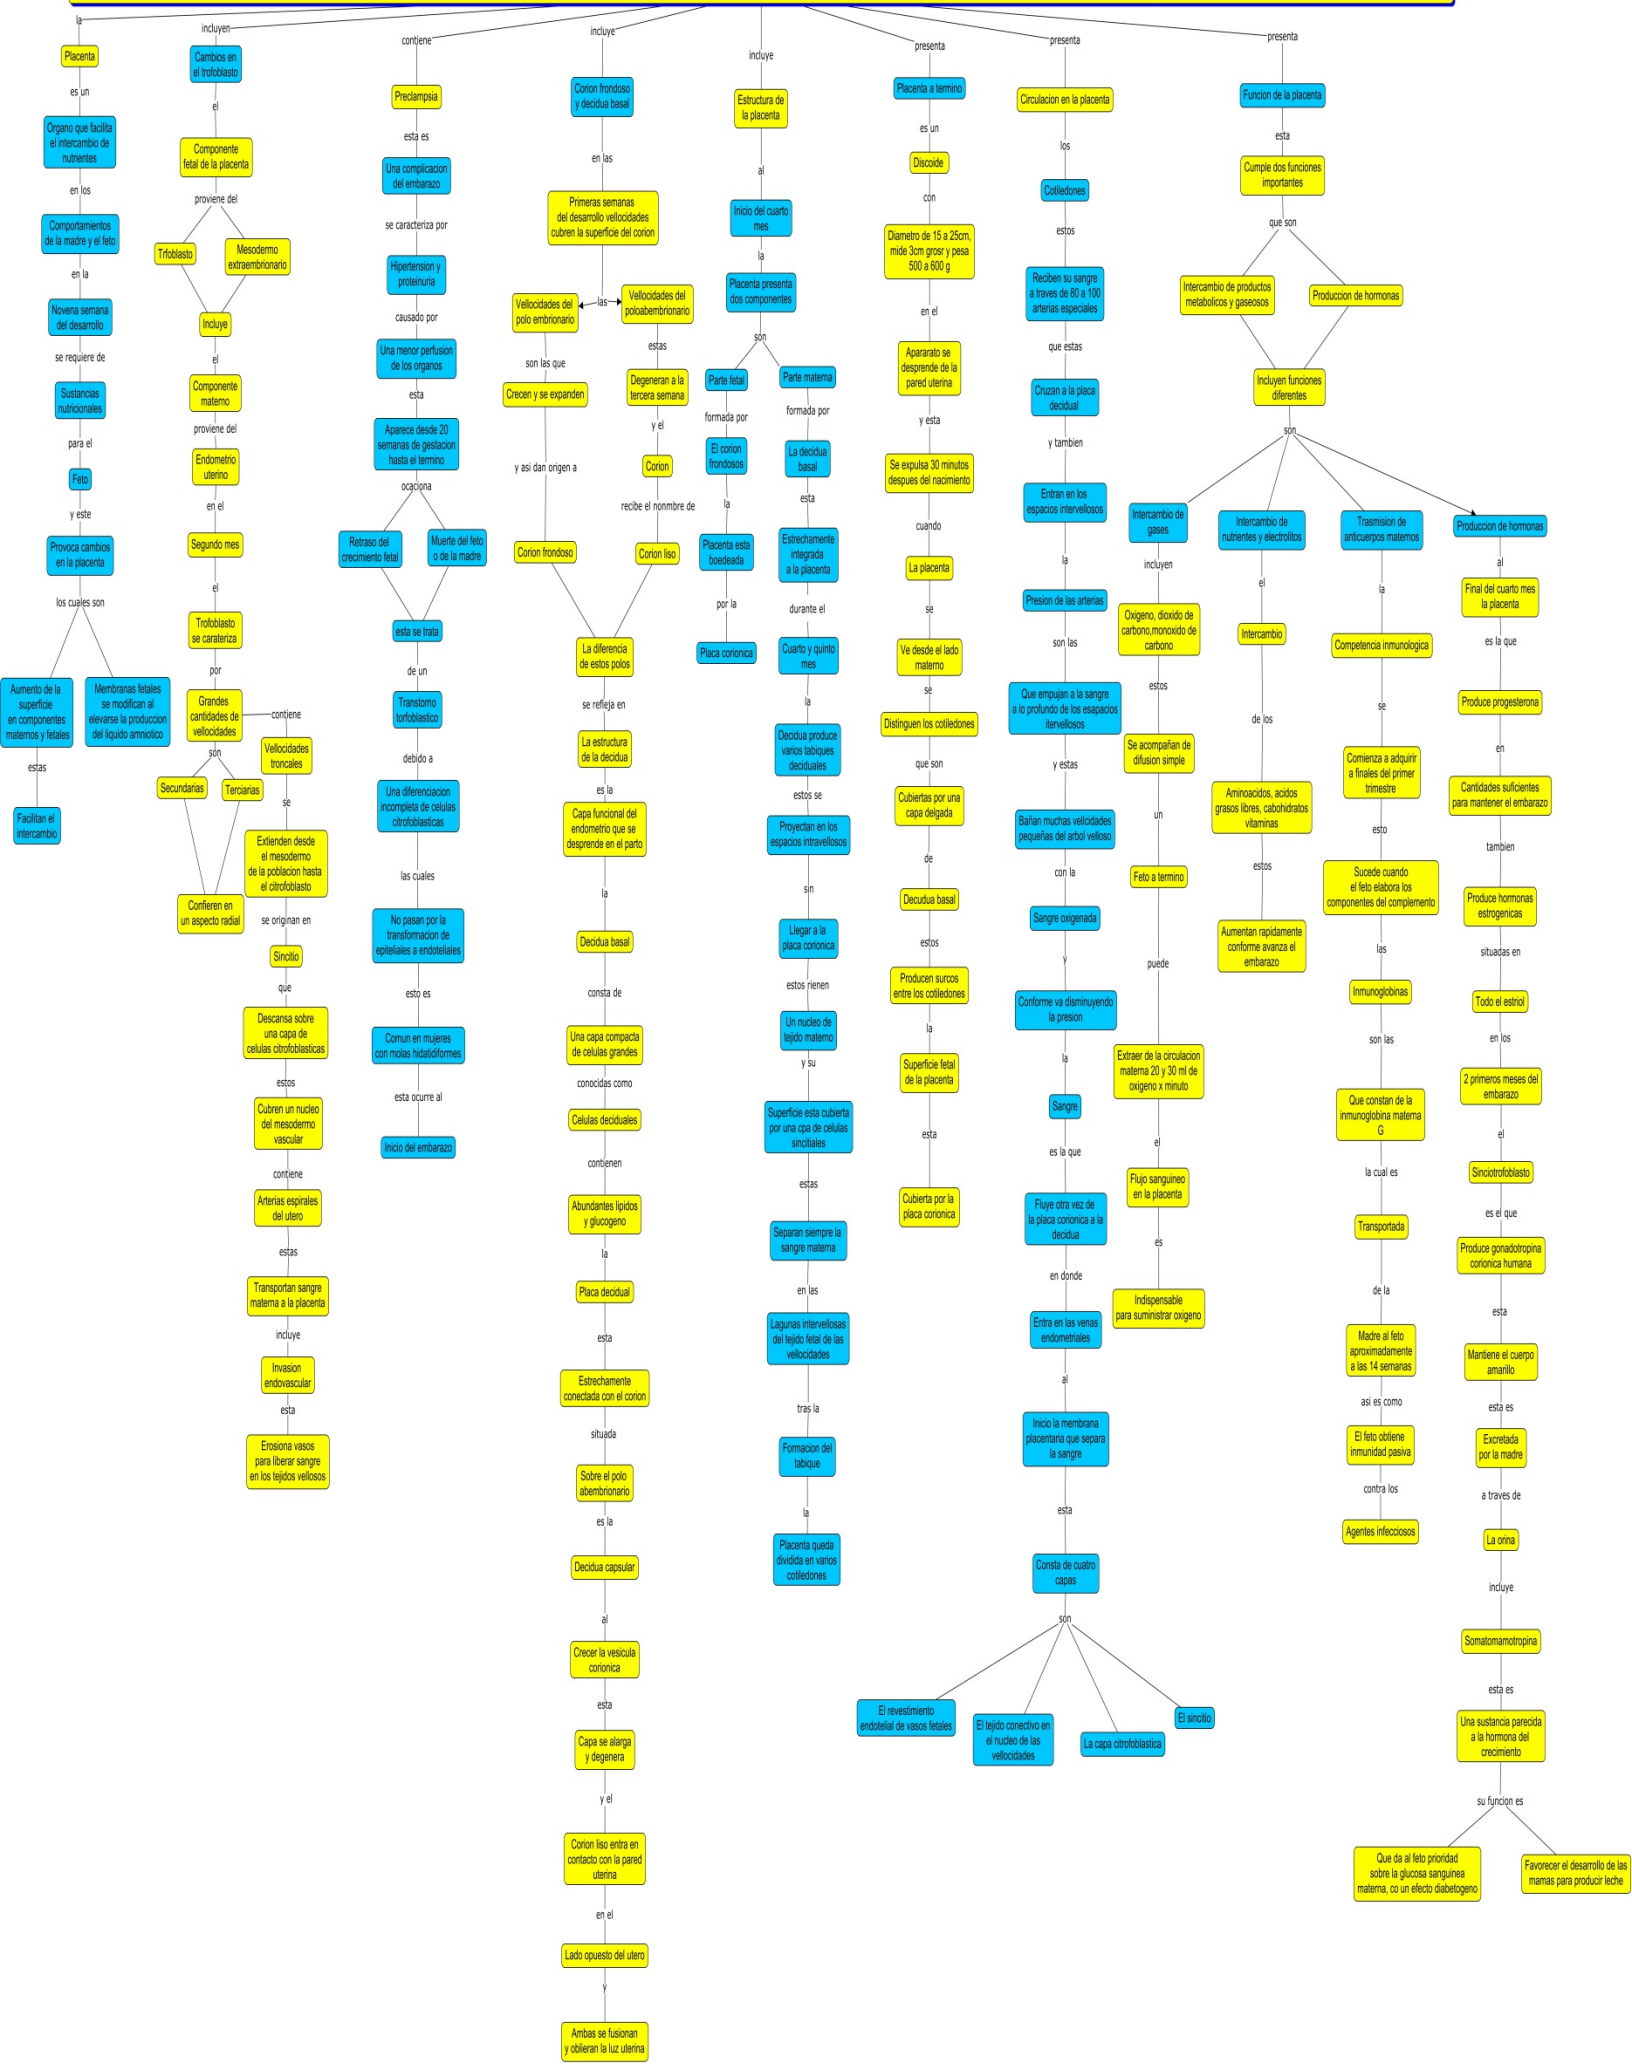 la
Placenta
es un
Organo que facilita
el intercambio de
nutrientes
en los
Comportamientos
de la madre y el feto
en la
Novena semana
del desarrollo
se requiere de
Sustancias
nutricionales
para el
Feto
y este
Provoca cambios
en la placenta
los cuales son
Aumento de la
superficie
en componentes
maternos y fetales
estas
Facilitan el
intercambio
Membranas fetales
se modifican al
elevarse la produccion
del liquido amniotico
incluyen
Cambios en
el trofoblasto
el
Componente
fetal de la placenta
proviene del
Trfoblasto
Mesodermo
extraembrionario
Incluye
el
Componente
materno
proviene del
Endometrio
uterino
en el
Segundo mes
el
Trofoblasto
se carateriza
por
Grandes
cantidades de
vellocidades
son
Secundarias
Terciarias
Confieren en
un aspecto radial
contiene
Vellocidades
troncales
se
Extienden desde
el mesodermo
de la poblacion hasta
el citrofoblasto
se originan en
Sincitio
que
Descansa sobre
una capa de
celulas citrofoblasticas
estos
Cubren un nucleo
del mesodermo
vascular
contiene
Arterias espirales
del utero
estas
Transportan sangre
materna a la placenta
incluye
Invasion
endovascular
esta
Erosiona vasos
para liberar sangre
en los tejidos vellosos
contiene
Preclampsia
esta es
Una complicacion
del embarazo
se caracteriza por
Hipertension y
proteinuria
causado por
Una menor perfusion
de los organos
esta
Aparece desde 20
semanas de gestacion
hasta el termino
ocaciona
Retraso del
crecimiento fetal
Muerte del feto
o de la madre
esta se trata
de un
Transtorno
torfoblastico
debido a
Una diferenciacion
incompleta de celulas
citrofoblasticas
las cuales
No pasan por la
transformacion de
epiteliales a endoteliales
esto es
Comun en mujeres
con molas hidatidiformes
esta ocurre al
Inicio del embarazo
incluye
Corion frondoso
y decidua basal
en las
Primeras semanas
del desarrollo vellocidades
cubren la superficie del corion
las
Vellocidades del
polo embrionario
son las que
Crecen y se expanden
y asi dan origen a
Corion frondoso
Vellocidades del
poloabembrionario
estas
Degeneran a la
tercera semana
y el
Corion
recibe el nonmbre de
Corion liso
La diferencia
de estos polos
se refleja en
La estructura
de la decidua
es la
Capa funcional del
endometrio que se
desprende en el parto
la
Decidua basal
consta de
Una capa compacta
de celulas grandes
conocidas como
Celulas deciduales
contienen
Abundantes lipidos
y glucogeno
la
Placa decidual
esta
Estrechamente
conectada con el corion
situada
Sobre el polo
abembrionario
es la
Decidua capsular
al
Crecer la vesicula
corionica
esta
Capa se alarga
y degenera
y el
Corion liso entra en
contacto con la pared
uterina
en el
Lado opuesto del utero
y
Ambas se fusionan
y oblieran la luz uterina
incluye
Estructura de
la placenta
al
Inicio del cuarto
mes
la
Placenta presenta
dos componentes
son
Parte fetal
formada por
El corion
frondosos
la
Placenta esta
boedeada
por la
Placa corionica
Parte materna
formada por
La decidua
basal
esta
Estrechamente
integrada
a la placenta
durante el
Cuarto y quinto
mes
la
Decidua produce
varios tabiques
deciduales
estos se
Proyectan en los
espacios intravellosos
sin
Llegar a la
placa corionica
estos rienen
Un nucleo de
tejido materno
y su
Superficie esta cubierta
por una cpa de celulas
sincitiales
estas
Separan siempre la
sangre materna
en las
Lagunas intervellosas
del tejido fetal de las
vellocidades
tras la
Formacion del
tabique
la
Placenta queda
dividida en varios
cotiledones
presenta
Placenta a termino
es un
Discoide
con
Diametro de 15 a 25cm,
mide 3cm grosr y pesa
500 a 600 g
en el
Apararato se
desprende de la
pared uterina
y esta
Se expulsa 30 minutos
despues del nacimiento
cuando
La placenta
se
Ve desde el lado
materno
se
Distinguen los cotiledones
que son
Cubiertas por una
capa delgada
de
Decudua basal
estos
Producen surcos
entre los cotiledones
la
Superficie fetal
de la placenta
esta
Cubierta por la
placa corionica
presenta
Circulacion en la placenta
los
Cotiledones
estos
Reciben su sangre
a traves de 80 a 100
arterias especiales
que estas
Cruzan a la placa
decidual
y tambien
Entran en los
espacios intervellosos
la
Presion de las arterias
son las
Que empujan a la sangre
a lo profundo de los esapacios
itervellosos
y estas
Bañan muchas vellcidades
pequeñas del arbol velloso
con la
Sangre oxigenada
y
Conforme va disminuyendo
la presion
la
Sangre
es la que
Fluye otra vez de
la placa corionica a la
decidua
en donde
Entra en las venas
endometriales
al
Inicio la membrana
placentaria que separa
la sangre
esta
Consta de cuatro
capas
son
El revestimiento
endotelial de vasos fetales
El tejido conectivo en
el nucleo de las
vellocidades
La capa citrofoblastica
El sincitio
presenta
Funcion de la placenta
esta
Cumple dos funciones
importantes
que son
Intercambio de productos
metabolicos y gaseosos
Produccion de hormonas
Incluyen funciones
diferentes
son
Intercambio de
gases
incluyen
Oxigeno, dioxido de
carbono,monoxido de
carbono
estos
Se acompañan de
difusion simple
un
Feto a termino
puede
Extraer de la circulacion
materna 20 y 30 ml de
oxigeno x minuto
el
Flujo sanguineo
en la placenta
es
Indispensable
para suministrar oxigeno
Intercambio de
nutrientes y electrolitos
el
Intercambio
de los
Aminoacidos, acidos
grasos libres, cabohidratos
vitaminas
estos
Aumentan rapidamente
conforme avanza el
embarazo
Trasmision de
anticuerpos maternos
la
Competencia inmunologica
se
Comienza a adquirir
a finales del primer
trimestre
esto
Sucede cuando
el feto elabora los
componentes del complemento
las
Inmunoglobinas
son las
Que constan de la
inmunoglobina materna
G
la cual es
Transportada
de la
Madre al feto
aproximadamente
a las 14 semanas
asi es como
El feto obtiene
inmunidad pasiva
contra los
Agentes infecciosos
Produccion de hormonas
al
Final del cuarto mes
la placenta
es la que
Produce progesterona
en
Cantidades suficientes
para mantener el embarazo
tambien
Produce hormonas
estrogenicas
situadas en
Todo el estriol
en los
2 primeros meses del
embarazo
el
Sinciotrofoblasto
es el que
Produce gonadotropina
corionica humana
esta
Mantiene el cuerpo
amarillo
esta es
Excretada
por la madre
a traves de
La orina
incluye
Somatomamotropina
esta es
Una sustancia parecida
a la hormona del
crecimiento
su funcion es
Que da al feto prioridad
sobre la glucosa sanguinea
materna, co un efecto diabetogeno
Favorecer el desarrollo de las
mamas para producir leche